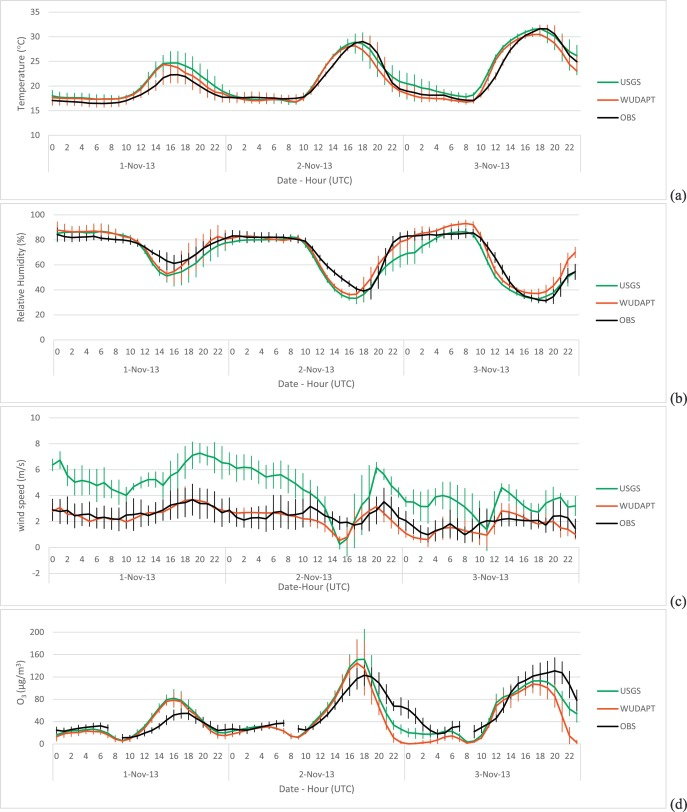 35
30
25
20
15
10
Temperature (°C)
0 2 4 6 8 10 12 14 16 18 20 22 0 2 4 6 8 10 12 14 16 18 20 22 0 2 4 6 8 10 12 14 16 18 20 22
1-Nov-13 2-Nov-13 3-Nov-13
Date - Hour (UTC)
USGS
WUDAPT
OBS
(a)
100
80
60
40
20
0
Relative Humidity (%)
0 2 4 6 8 10 12 14 16 18 20 22 0 2 4 6 8 10 12 14 16 18 20 22 0 2 4 6 8 10 12 14 16 18 20 22
1-Nov-13 2-Nov-13 3-Nov-13
Date - Hour (UTC)
USGS
WUDAPT
OBS
(b)
10
8
6
4
2
0
-2
wind speed (m/s)
0 2 4 6 8 10 12 14 16 18 20 22 0 2 4 6 8 10 12 14 16 18 20 22 0 2 4 6 8 10 12 14 16 18 20 22
1-Nov-13 2-Nov-13 3-Nov-13
Date-Hour (UTC)
USGS
WUDAPT
OBS
(c)
200
160
120
80
40
0
O3 (µg/m³)
0 2 4 6 8 10 12 14 16 18 20 22 0 2 4 6 8 10 12 14 16 18 20 22 0 2 4 6 8 10 12 14 16 18 20 22
1-Nov-13 2-Nov-13 3-Nov-13
Date - Hour (UTC)
USGS
WUDAPT
OBS
(d)